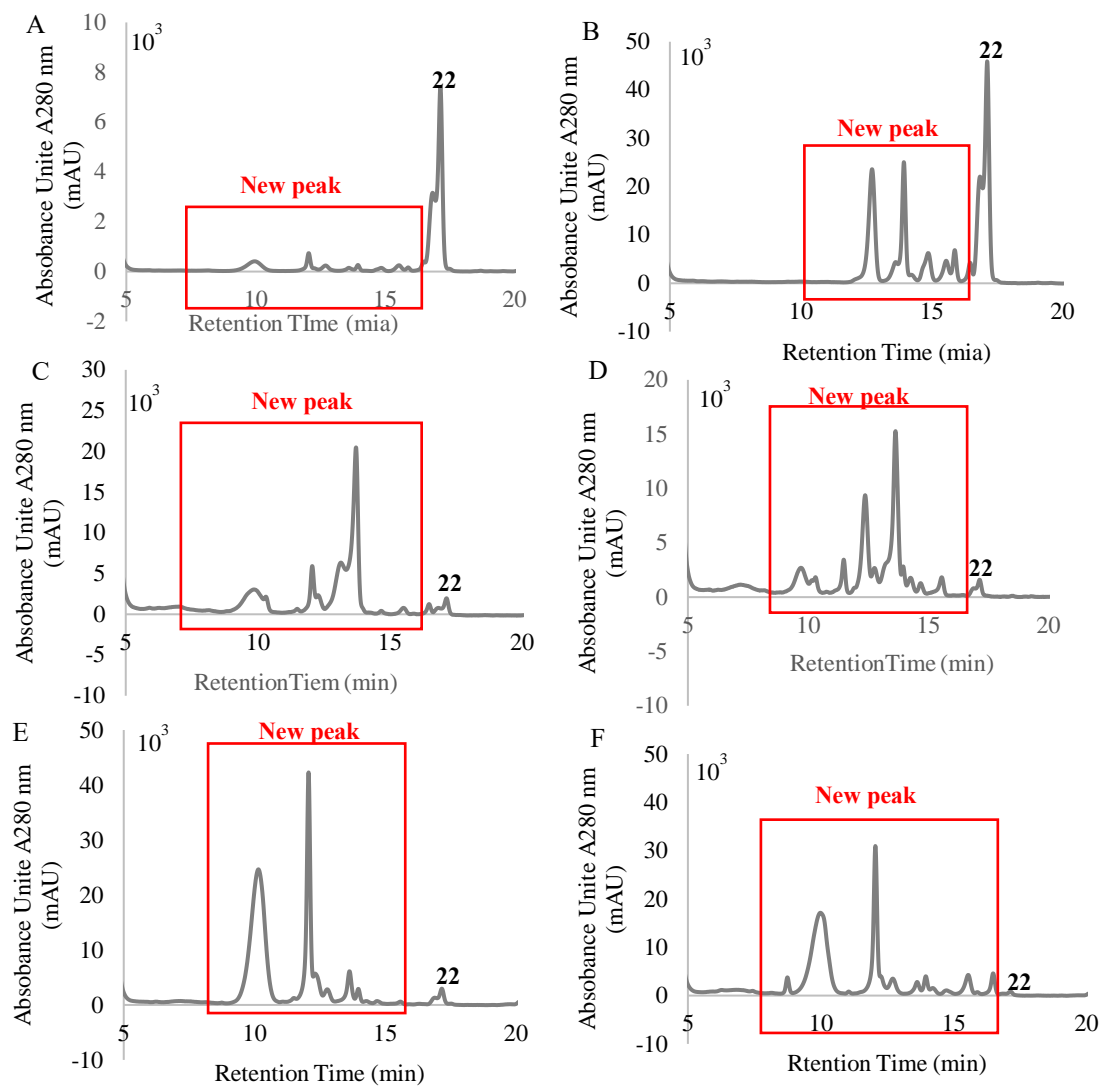 A
10
8
6
4
2
0
-2
10³
22
New peak
5
10
15
20
Retention TIme (mia)
Absobance Unite A280 nm
(mAU)
B
50
40
30
20
10
0
-10
10³
22
New peak
5
10
15
20
Retention Time (mia)
Absobance Unite A280 nm
(mAU)
C
30
25
20
15
10
5
0
-5
-10
10³
New peak
22
5
10
15
20
RetentionTiem (min)
Absobance Unite A280 nm
(mAU)
D
20
15
10
5
0
-5
-10
10³
New peak
22
5
10
15
20
RetentionTime (min)
Absobance Unite A280 nm
(mAU)
E
50
40
30
20
10
0
-10
10³
New peak
22
5
10
15
20
Retention Time (min)
Absobance Unite A280 nm
(mAU)
F
50
40
30
20
10
0
-10
10³
New peak
22
5
10
15
20
Rtention Time (min)
Absobance Unite A280 nm
(mAU)